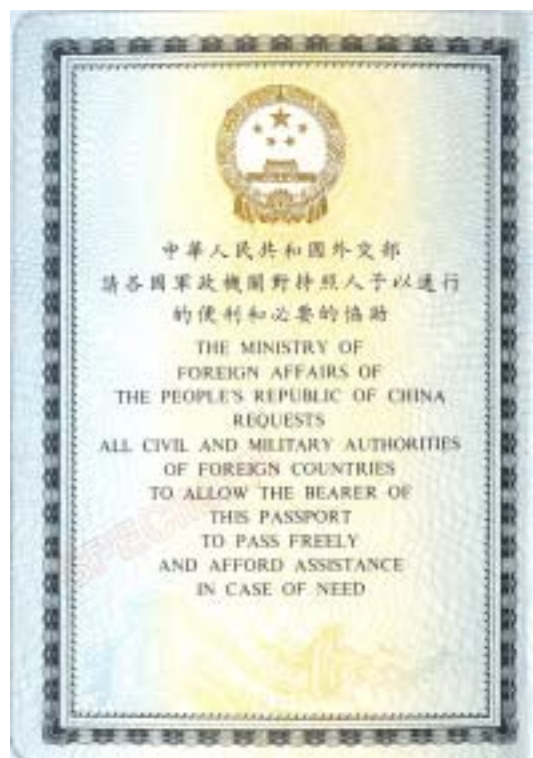 中華人民共和國外交部
請各國軍政機關對持照人予以通行
的便利和必要的協助
THE MINISTRY OF
FOREIGN AFFAIRS OF
THE PEOPLE'S REPUBLIC OF CHINA
REQUESTS
ALL CIVIL AND MILITARY AUTHORITIES
OF FOREIGN COUNTRIES
TO ALLOW THE BEARER OF
THIS PASSPORT
TO PASS FREELY
AND AFFORD ASSISTANCE
IN CASE OF NEED
SPECIMEN